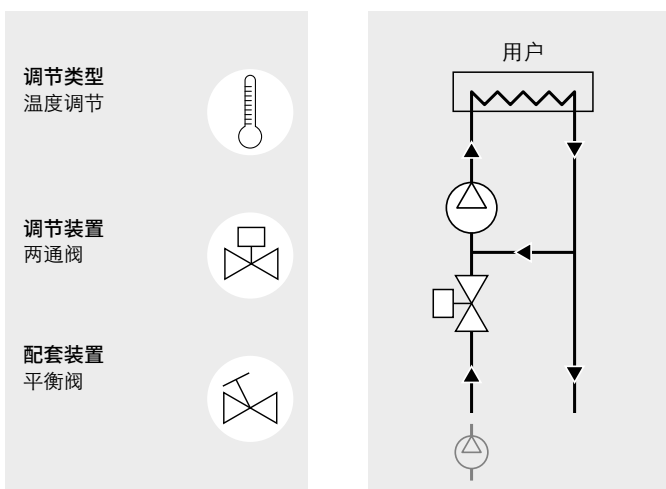 调节类型
温度调节
调节装置
两通阀
配套装置
平衡阀
用户